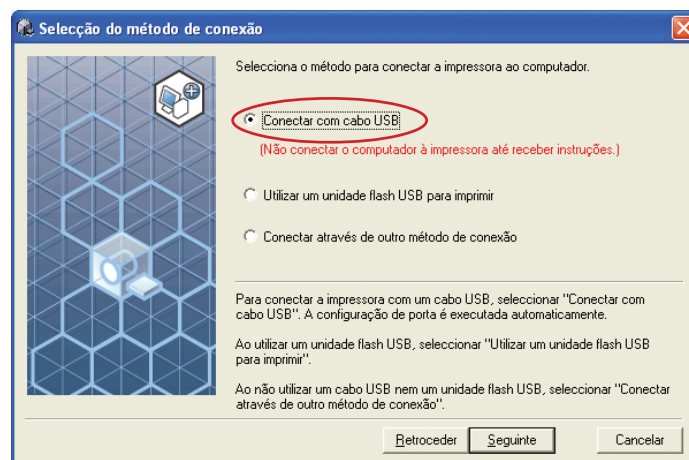 Selecção do método de conexão
Selecciona o método para conectar a impressora ao computador.
Conectar com cabo USB
(Não conectar o computador à impressora até receber instruções.)
Utilizar um unidade flash USB para imprimir
Conectar através de outro método de conexão
Para conectar a impressora com um cabo USB, seleccionar "Conectar com
cabo USB". A configuração de porta é executada automaticamente.
Ao utilizar um unidade flash USB, seleccionar "Utilizar um unidade flash USB
para imprimir".
Ao não utilizar um cabo USB nem um unidade flash USB, seleccionar "Conectar
através de outro método de conexão".
Retroceder Seguinte Cancelar